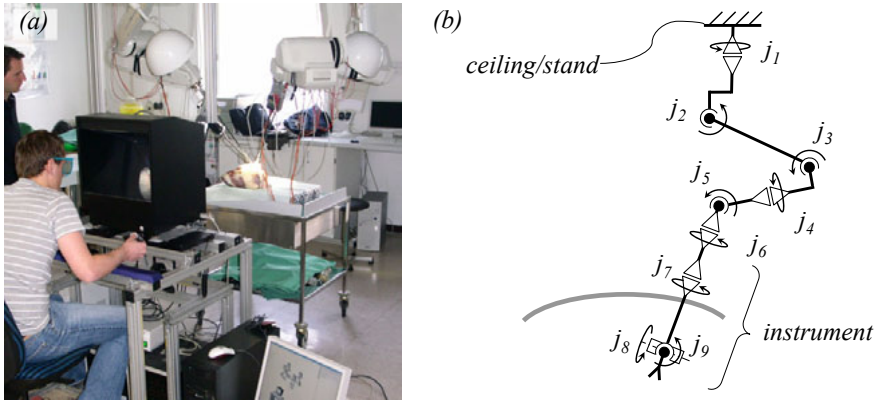 (a)
(b)
ceiling/stand
j1
j2
j3
j5
j4
j6
j7
j8
j9
instrument